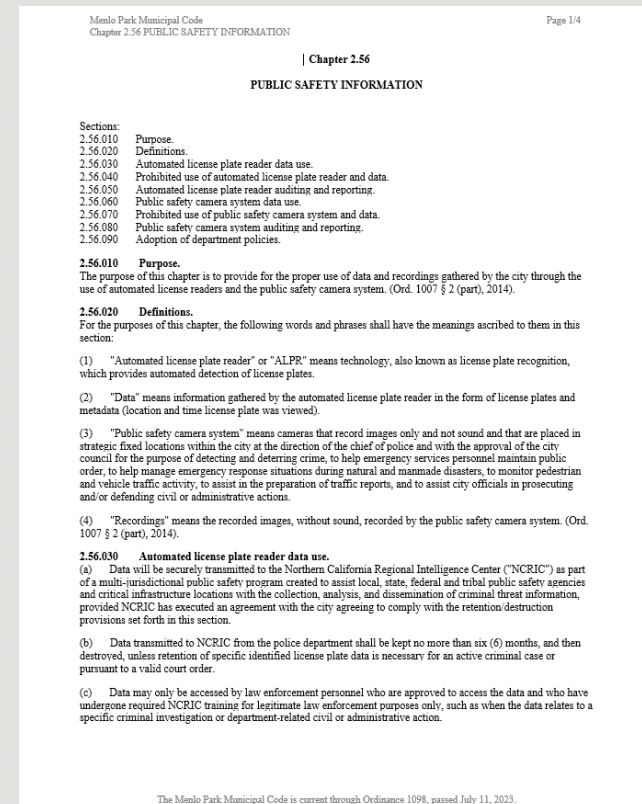 Menlo Park Municipal Code
Chapter 2.56 PUBLIC SAFETY INFORMATION
Page 1/4
Chapter 2.56
PUBLIC SAFETY INFORMATION
Sections:
2.56.010 Purpose.
2.56.020 Definitions.
2.56.030 Automated license plate reader data use.
2.56.040 Prohibited use of automated license plate reader and data.
2.56.050 Automated license plate reader auditing and reporting.
2.56.060 Public safety camera system data use.
2.56.070 Prohibited use of public safety camera system and data.
2.56.080 Public safety camera system auditing and reporting.
2.56.090 Adoption of department policies.
2.56.010 Purpose.
The purpose of this chapter is to provide for the proper use of data and recordings gathered by the city through the
use of automated license readers and the public safety camera system. (Ord. 1007 § 2 (part), 2014).
2.56.020 Definitions.
For the purposes of this chapter, the following words and phrases shall have the meanings ascribed to them in this
section:
(1) "Automated license plate reader" or "ALPR" means technology, also known as license plate recognition,
which provides automated detection of license plates.
(2) "Data" means information gathered by the automated license plate reader in the form of license plates and
metadata (location and time license plate was viewed).
(3) "Public safety camera system" means cameras that record images only and not sound and that are placed in
strategic fixed locations within the city at the direction of the chief of police and with the approval of the city
council for the purpose of detecting and deterring crime, to help emergency services personnel maintain public
order, to help manage emergency response situations during natural and manmade disasters, to monitor pedestrian
and vehicle traffic activity, to assist in the preparation of traffic reports, and to assist city officials in prosecuting
and/or defending civil or administrative actions.
(4) "Recordings" means the recorded images, without sound, recorded by the public safety camera system. (Ord.
1007 § 2 (part), 2014).
2.56.030 Automated license plate reader data use.
(a) Data will be securely transmitted to the Northern California Regional Intelligence Center ("NCRIC") as part
of a multi-jurisdictional public safety program created to assist local, state, federal and tribal public safety agencies
and critical infrastructure locations with the collection, analysis, and dissemination of criminal threat information,
provided NCRIC has executed an agreement with the city agreeing to comply with the retention/destruction
provisions set forth in this section.
(b) Data transmitted to NCRIC from the police department shall be kept no more than six (6) months, and then
destroyed, unless retention of specific identified license plate data is necessary for an active criminal case or
pursuant to a valid court order.
(c) Data may only be accessed by law enforcement personnel who are approved to access the data and who have
undergone required NCRIC training for legitimate law enforcement purposes only, such as when the data relates to a
specific criminal investigation or department-related civil or administrative action.
The Menlo Park Municipal Code is current through Ordinance 1098, passed July 11, 2023.